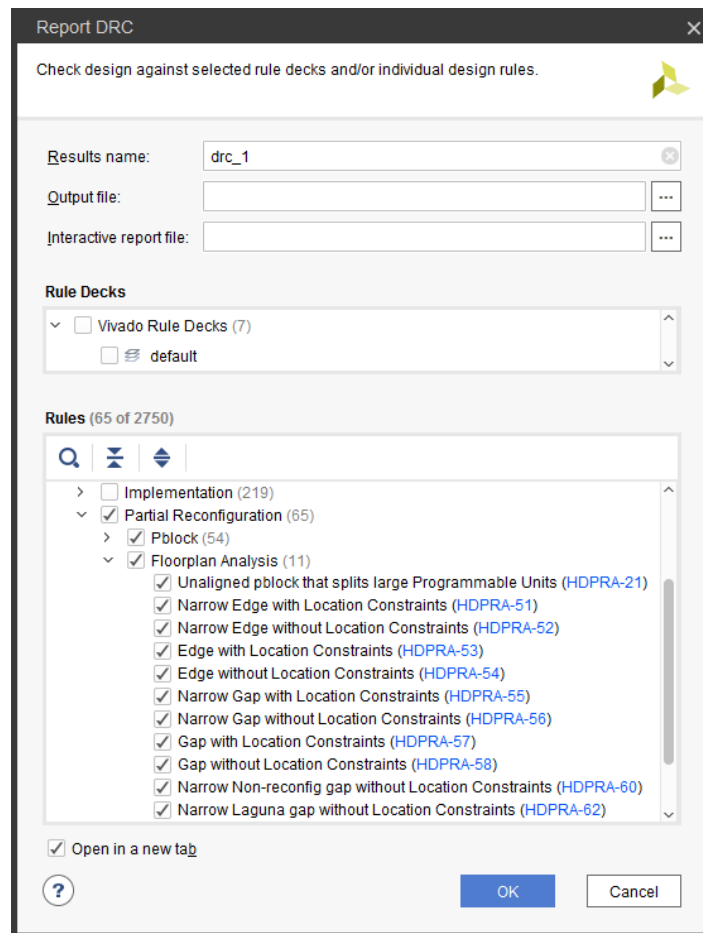 Report DRC
Check design against selected rule decks and/or individual design rules.
Results name: drc_1
Output file: ...
Interactive report file: ...
Rule Decks
Vivado Rule Decks (7)
default
Rules (65 of 2750)
Implementation (219)
Partial Reconfiguration (65)
Pblock (54)
Floorplan Analysis (11)
Unaligned pblock that splits large Programmable Units (HDPRA-21)
Narrow Edge with Location Constraints (HDPRA-51)
Narrow Edge without Location Constraints (HDPRA-52)
Edge with Location Constraints (HDPRA-53)
Edge without Location Constraints (HDPRA-54)
Narrow Gap with Location Constraints (HDPRA-55)
Narrow Gap without Location Constraints (HDPRA-56)
Gap with Location Constraints (HDPRA-57)
Gap without Location Constraints (HDPRA-58)
Narrow Non-reconfig gap without Location Constraints (HDPRA-60)
Narrow Laguna gap without Location Constraints (HDPRA-62)
Open in a new tab
? OK Cancel